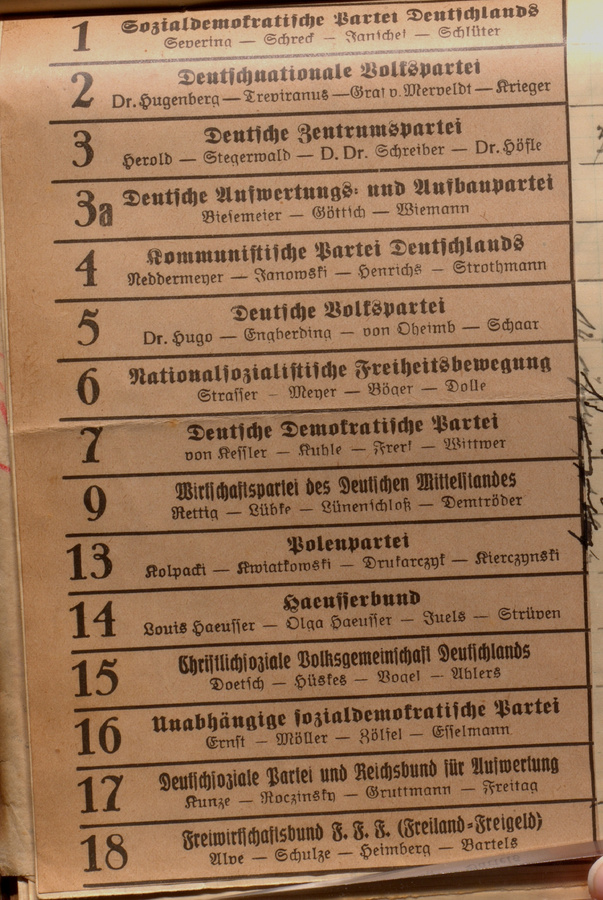 1 Sozialdemokratische Partei Deutschlands
Severing — Schreck — Janschek — Schlüter
2 Deutschnationale Volkspartei
Dr. Hugenberg — Treviranus — Graf v. Merveldt — Krieger
3 Deutsche Zentrumspartei
Herold — Stegerwald — D. Dr. Schreiber — Dr. Höfle
3a Deutsche Aufwertungs- und Aufbaupartei
Biesemeier — Göttsch — Wiemann
4 Kommunistische Partei Deutschlands
Neddermeyer — Janowski — Henrichs — Strothmann
5 Deutsche Volkspartei
Dr. Hugo — Engberding — von Oheimb — Schaar
6 Nationalsozialistische Freiheitsbewegung
Strasser — Meyer — Böger — Dolle
7 Deutsche Demokratische Partei
von Kessler — Kuhle — Frerk — Wittwer
9 Wirtschaftspartei des Deutschen Mittelstandes
Rettig — Lübke — Lünenschloß — Demtröder
13 Polenpartei
Kolpacki — Kwiatkowski — Drukarczyk — Kierczynski
14 Haeusserbund
Louis Haeusser — Olga Haeusser — Juels — Strüven
15 Christlichsoziale Volksgemeinschaft Deutschlands
Doetsch — Hüskes — Vogel — Ahlers
16 Unabhängige sozialdemokratische Partei
Ernst — Möller — Zölfel — Esselmann
17 Deutschsoziale Partei und Reichsbund für Aufwertung
Kunze — Roczinsky — Gruttmann — Freitag
18 Freiwirtschaftsbund F. F. F. (Freiland-Freigeld)
Alve — Schulze — Heimberg — Bartels